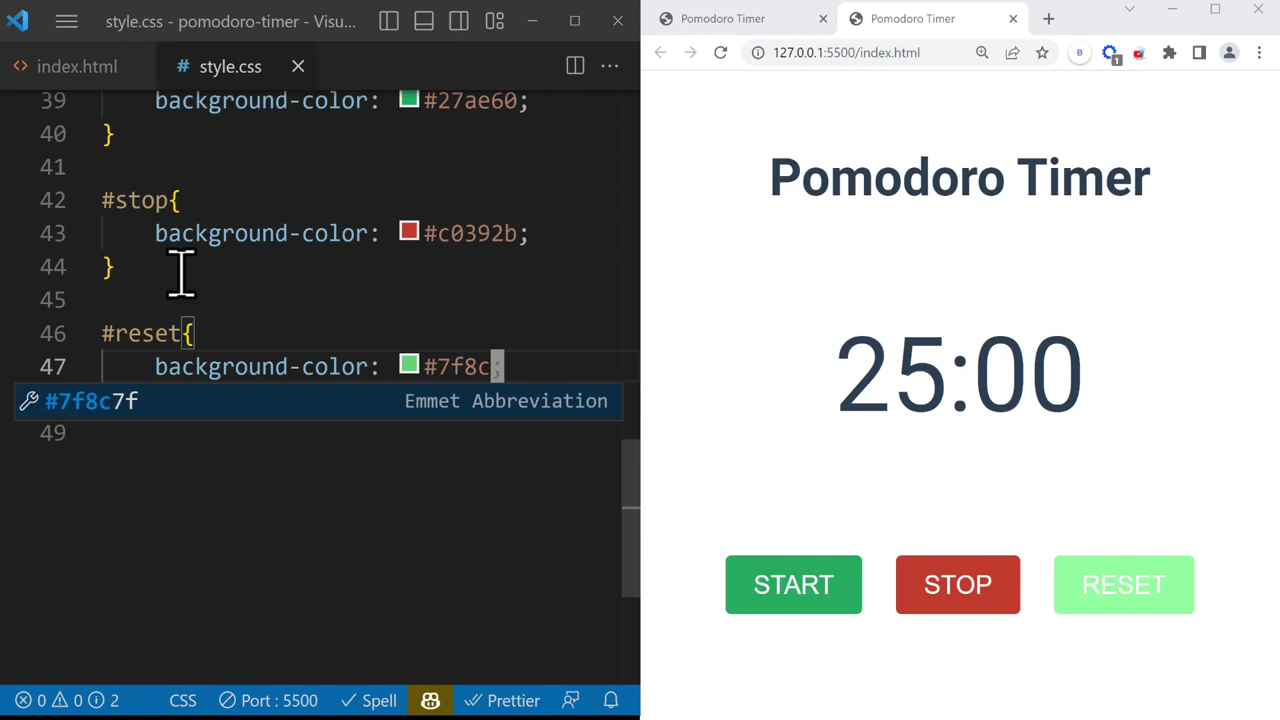 style.css - pomodoro-timer - Visu...
index.html
style.css
39 background-color: #27ae60;
40 }
41
42 #stop{
43 background-color: #c0392b;
44 }
45
46 #reset{
47 background-color: #7f8c;
#7f8c7f Emmet Abbreviation
49
0 0 2 CSS Port : 5500 Spell Prettier
Pomodoro Timer
Pomodoro Timer
127.0.0.1:5500/index.html
B
1
Pomodoro Timer
25:00
START STOP RESET